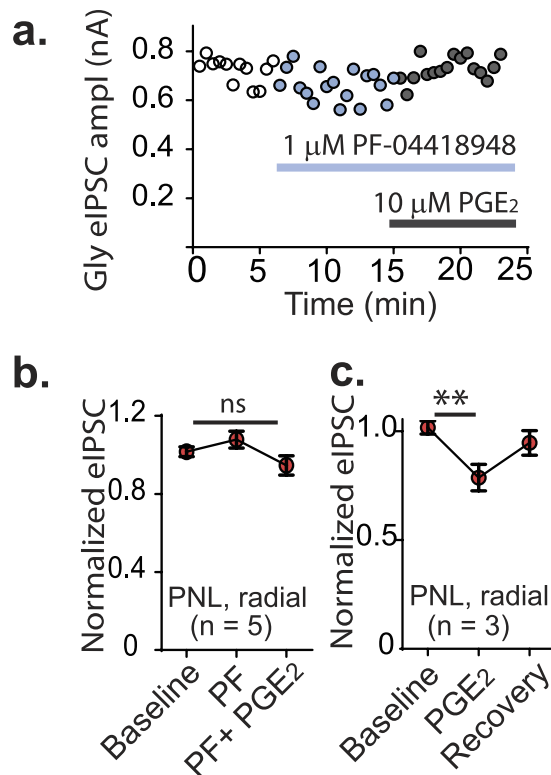 a.
Gly eIPSC ampl (nA)
0.8
0.6
0.4
0.2
1 μM PF-04418948
10 μM PGE₂
0 5 10 15 20 25
Time (min)
b.
Normalized eIPSC
1.2
0.8
0.4
0
ns
PNL, radial
(n = 5)
Baseline
PF
PF+ PGE₂
c.
Normalized eIPSC
1.0
0.5
0
**
PNL, radial
(n = 3)
Baseline
PGE₂
Recovery